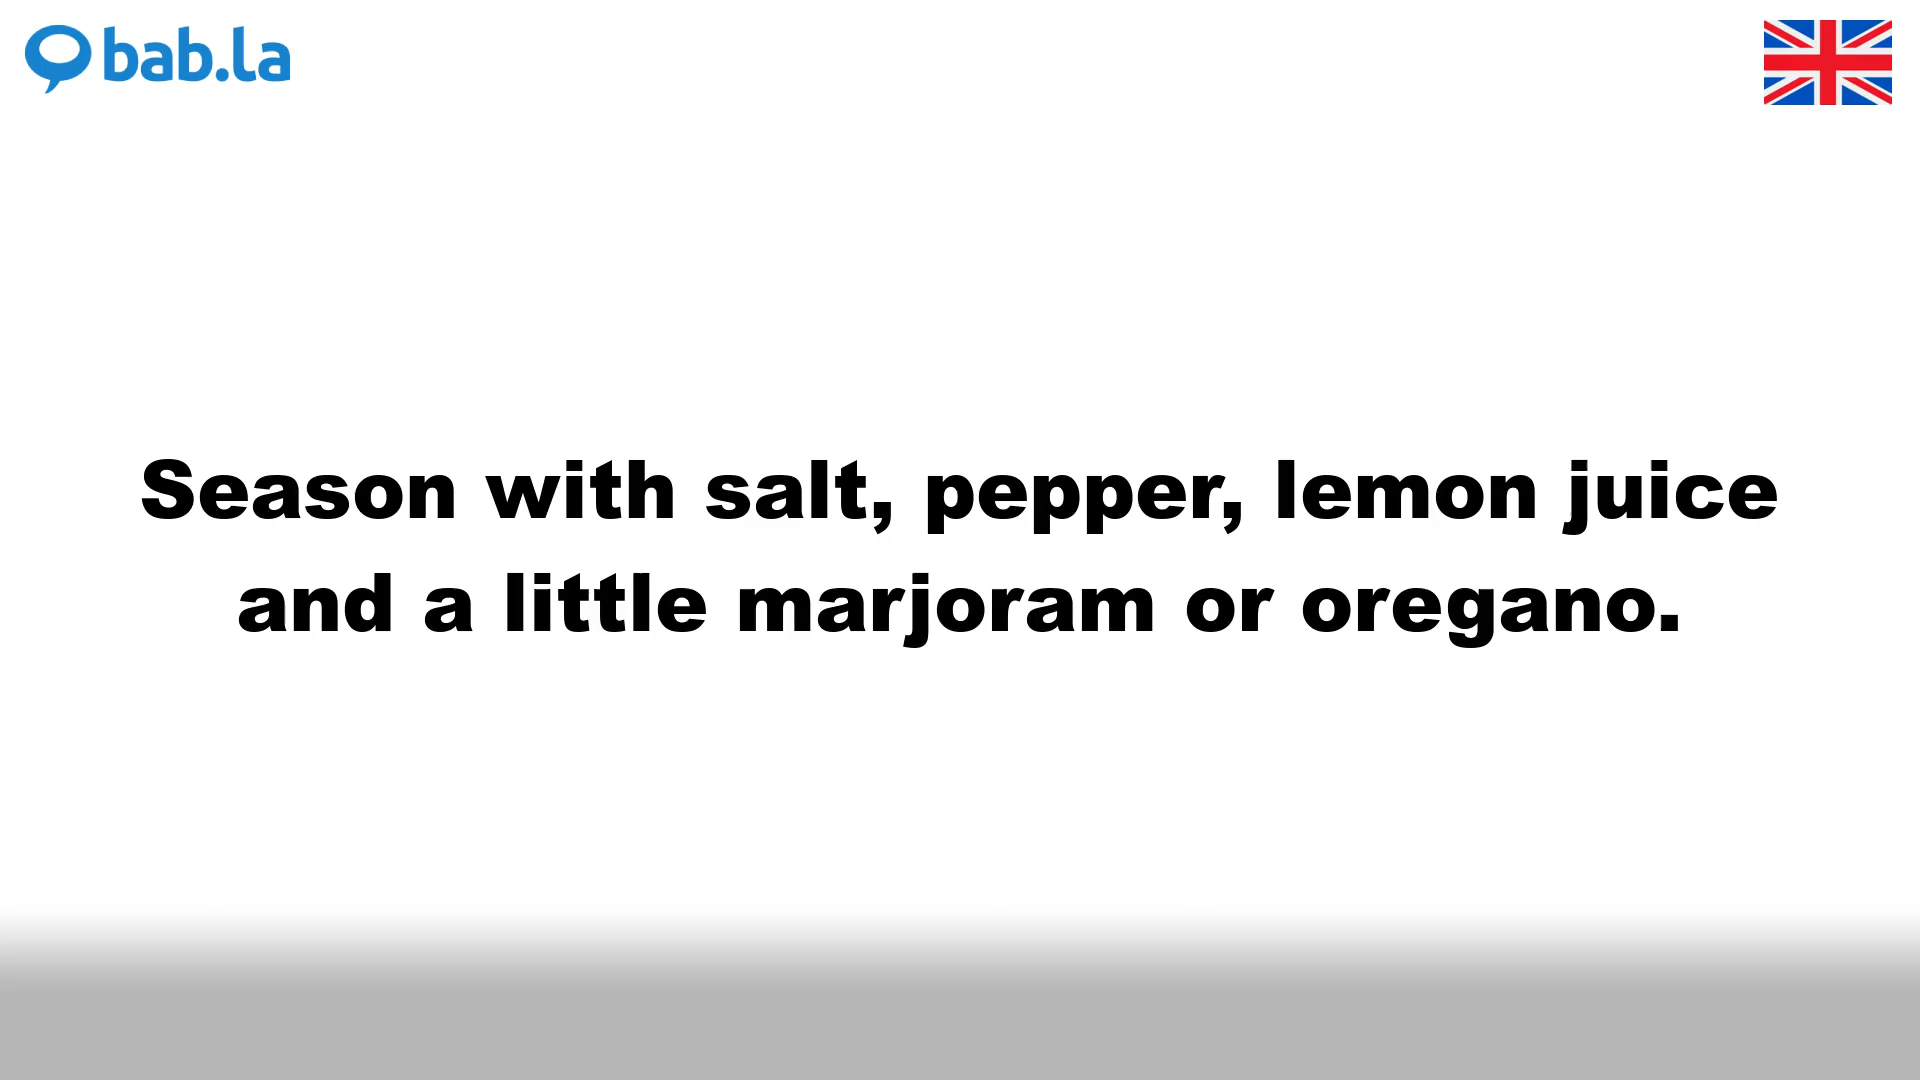 bab.la
Season with salt, pepper, lemon juice
and a little marjoram or oregano.